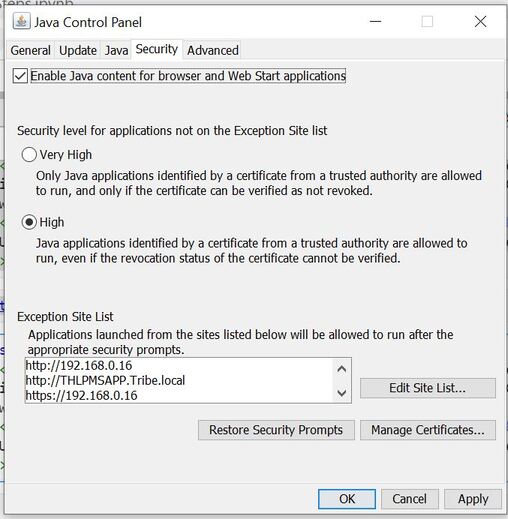 Steps.ipynb
Java Control Panel
General Update Java Security Advanced
Enable Java content for browser and Web Start applications
Security level for applications not on the Exception Site list
Very High
Only Java applications identified by a certificate from a trusted authority are allowed
to run, and only if the certificate can be verified as not revoked.
High
Java applications identified by a certificate from a trusted authority are allowed to
run, even if the revocation status of the certificate cannot be verified.
Exception Site List
Applications launched from the sites listed below will be allowed to run after the
appropriate security prompts.
http://192.168.0.16
http://THLPMSAPP.Tribe.local
https://192.168.0.16
Edit Site List...
Restore Security Prompts Manage Certificates...
OK Cancel Apply